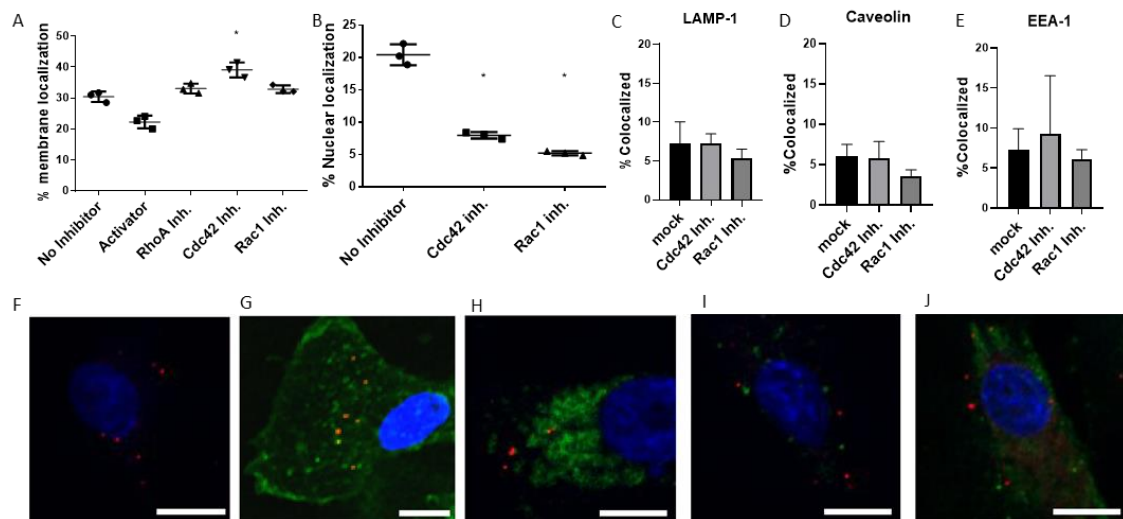 A
% membrane localization
50
40
30
20
10
0
*
No Inhibitor
Activator
RhoA Inh.
Cdc42 Inh.
Rac1 Inh.
B
% Nuclear localization
25
20
15
10
5
0
*
*
No Inhibitor
Cdc42 inh.
Rac1 inh.
C
LAMP-1
% Colocalized
20
15
10
5
0
mock
Cdc42 Inh.
Rac1 Inh.
D
Caveolin
%Colocalized
20
15
10
5
0
mock
Cdc42 Inh.
Rac1 Inh.
E
EEA-1
%Colocalized
20
15
10
5
0
mock
Cdc42 Inh.
Rac1 Inh.
F
G
H
I
J